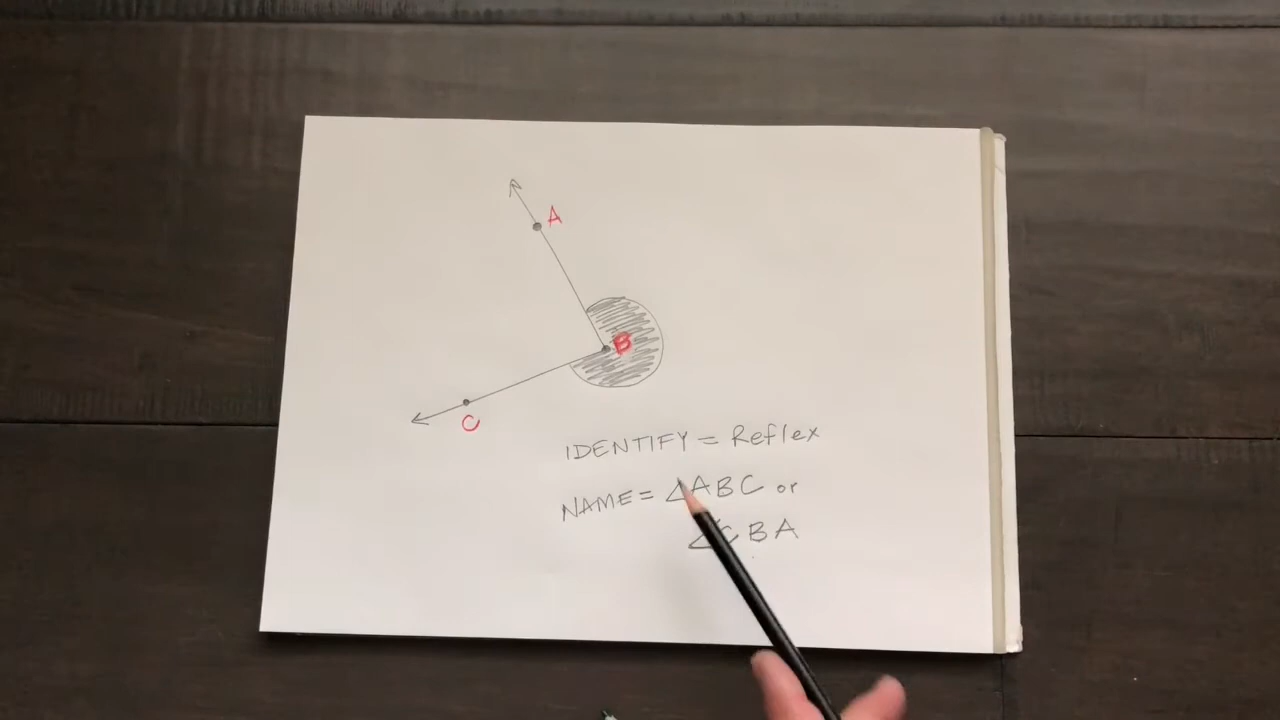 A
B
C
IDENTIFY = Reflex
NAME = ∠ABC or
∠CBA